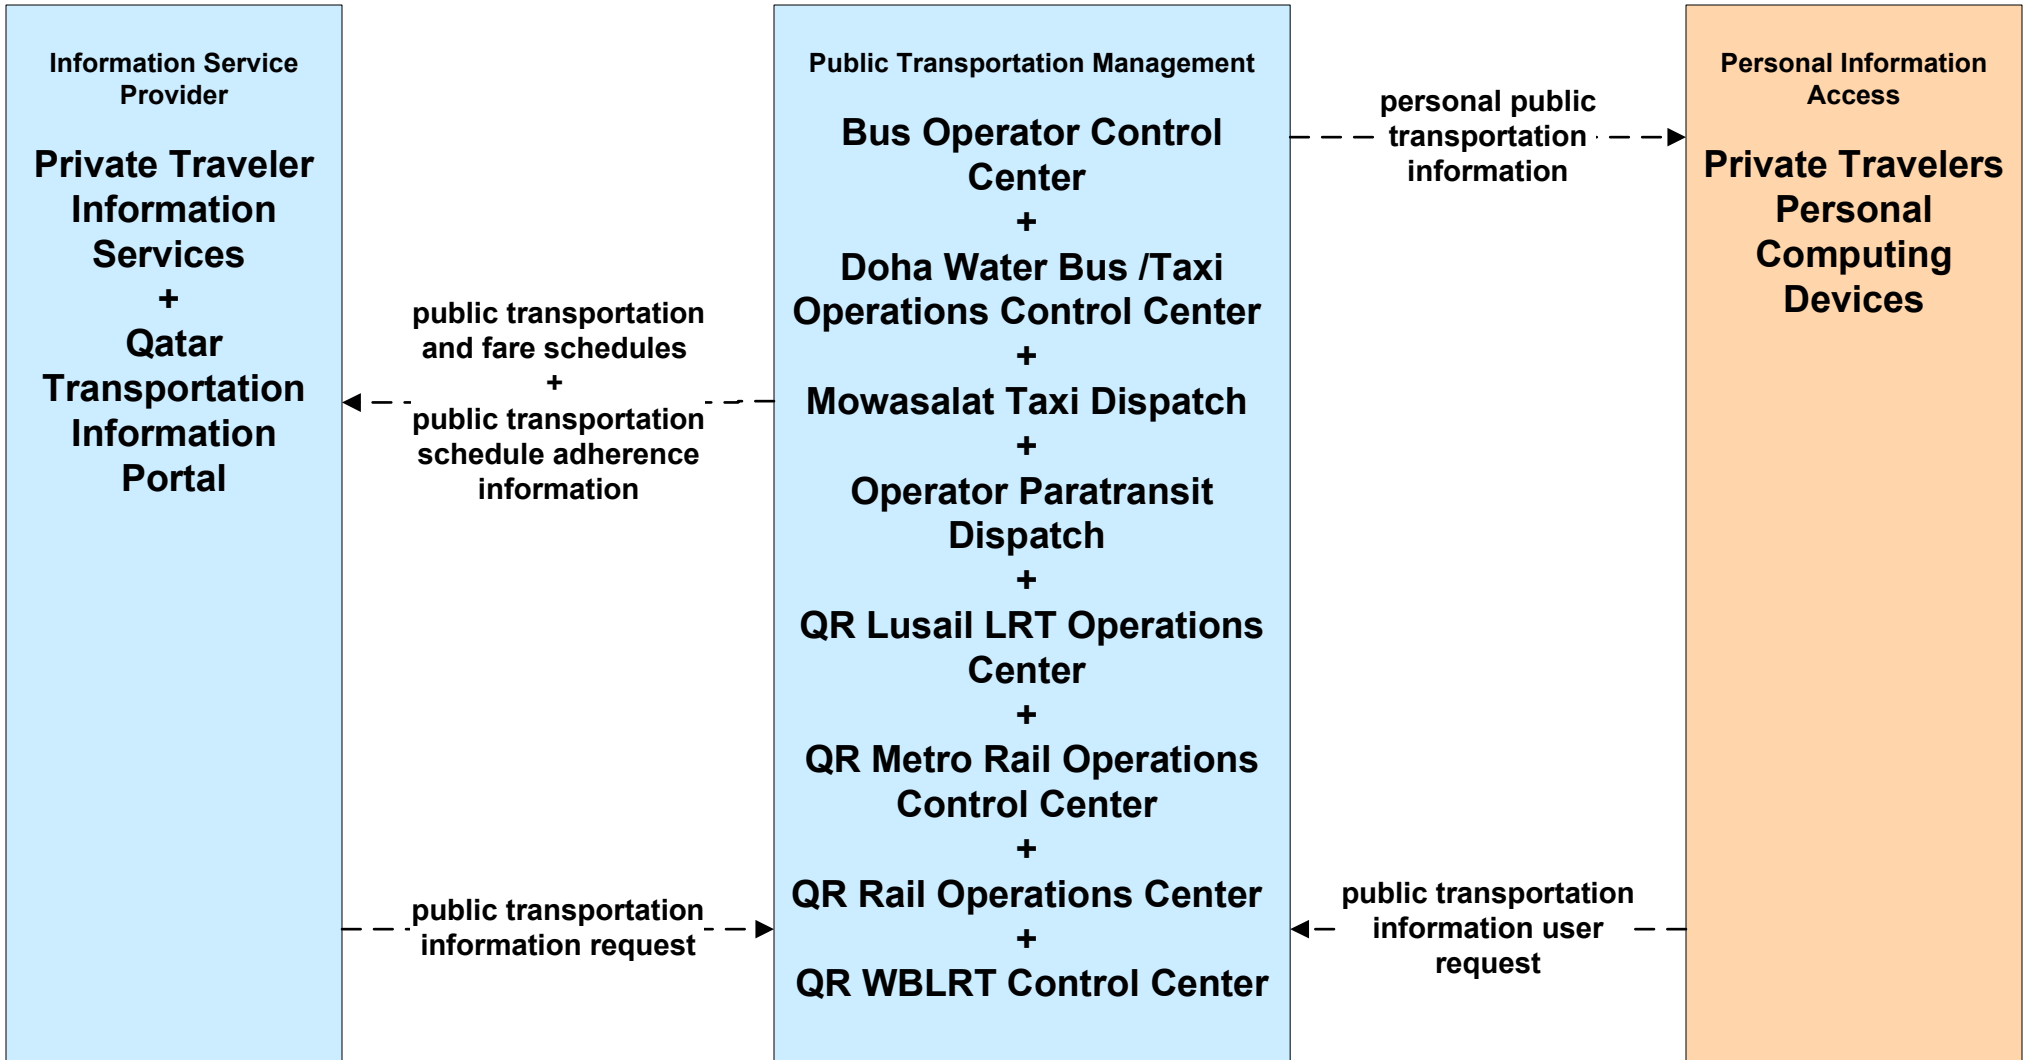 Information Service
Provider
Private Traveler
Information
Services
+
Qatar
Transportation
Information
Portal
public transportation
and fare schedules
+
public transportation
schedule adherence
information
public transportation
information request
Public Transportation Management
Bus Operator Control
Center
+
Doha Water Bus /Taxi
Operations Control Center
+
Mowasalat Taxi Dispatch
+
Operator Paratransit
Dispatch
+
QR Lusail LRT Operations
Center
+
QR Metro Rail Operations
Control Center
+
QR Rail Operations Center
+
QR WBLRT Control Center
personal public
transportation
information
public transportation
information user
request
Personal Information
Access
Private Travelers
Personal
Computing
Devices